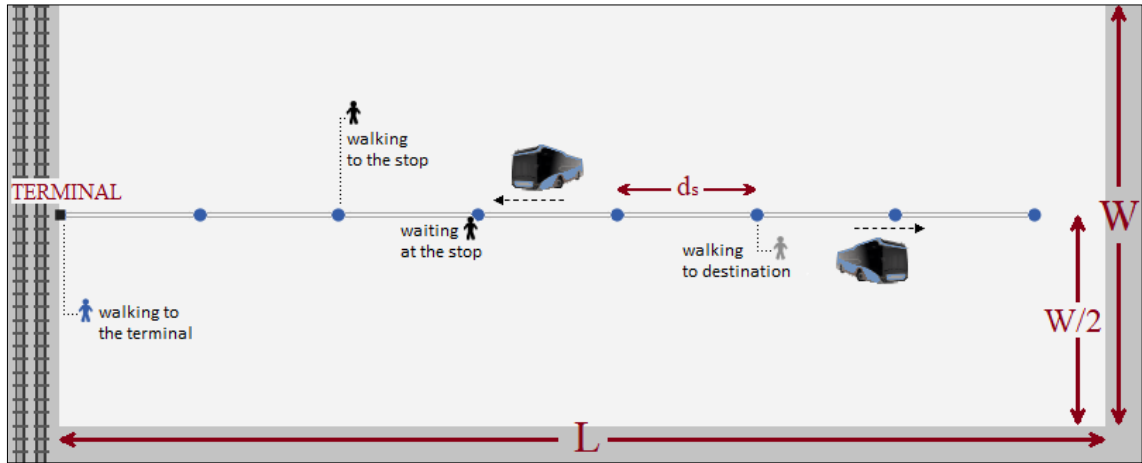 walking
to the stop
TERMINAL
dₛ
W
waiting
at the stop
walking
to destination
walking to
the terminal
W/2
L